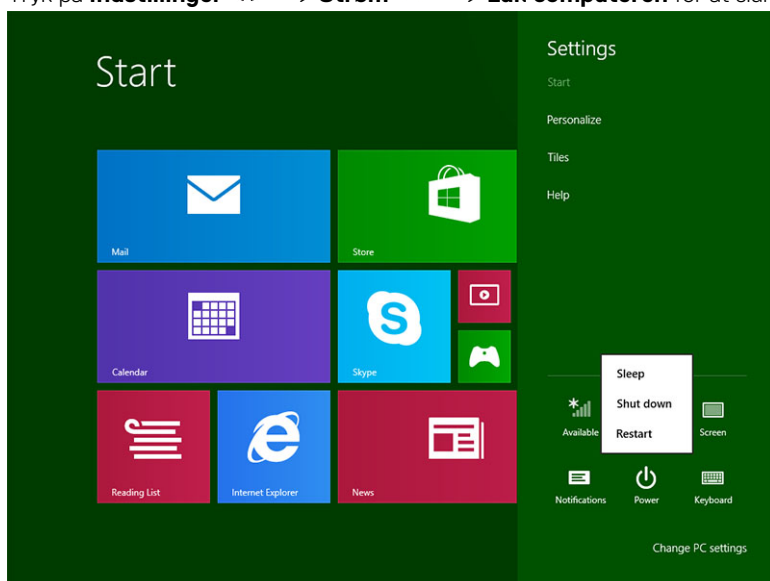 Tryk på Indstillinger → Strøm → Luk computeren for at
Start
Settings
Start
Personalize
Tiles
Help
Mail
Store
Calendar
Skype
Reading List
Internet Explorer
News
Sleep
Shut down
Restart
Available
Screen
Notifications
Power
Keyboard
Change PC settings